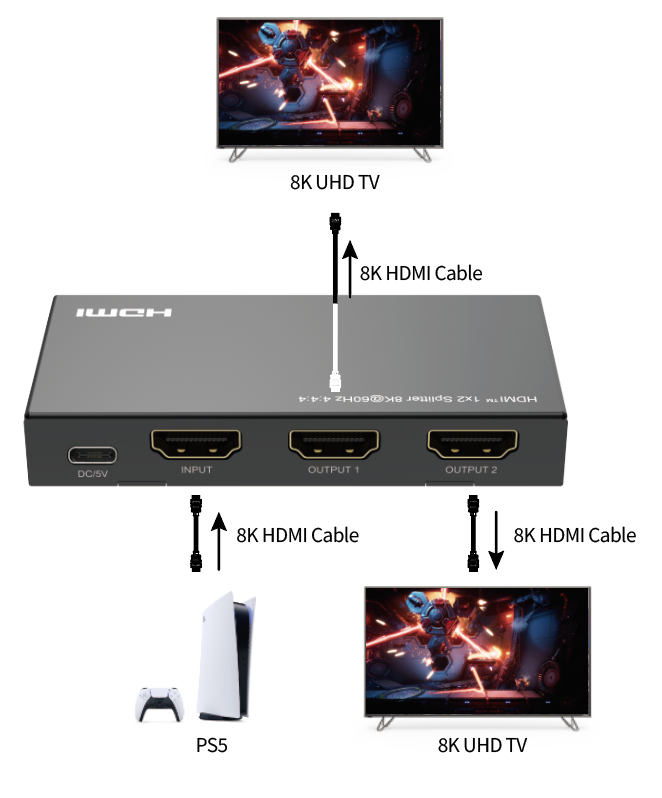 8K UHD TV
8K HDMI Cable
HDMI
HDMI™ 1x2 Splitter 8K@60Hz 4:4:4
DC/5V
INPUT
OUTPUT 1
OUTPUT 2
8K HDMI Cable
8K HDMI Cable
PS5
8K UHD TV